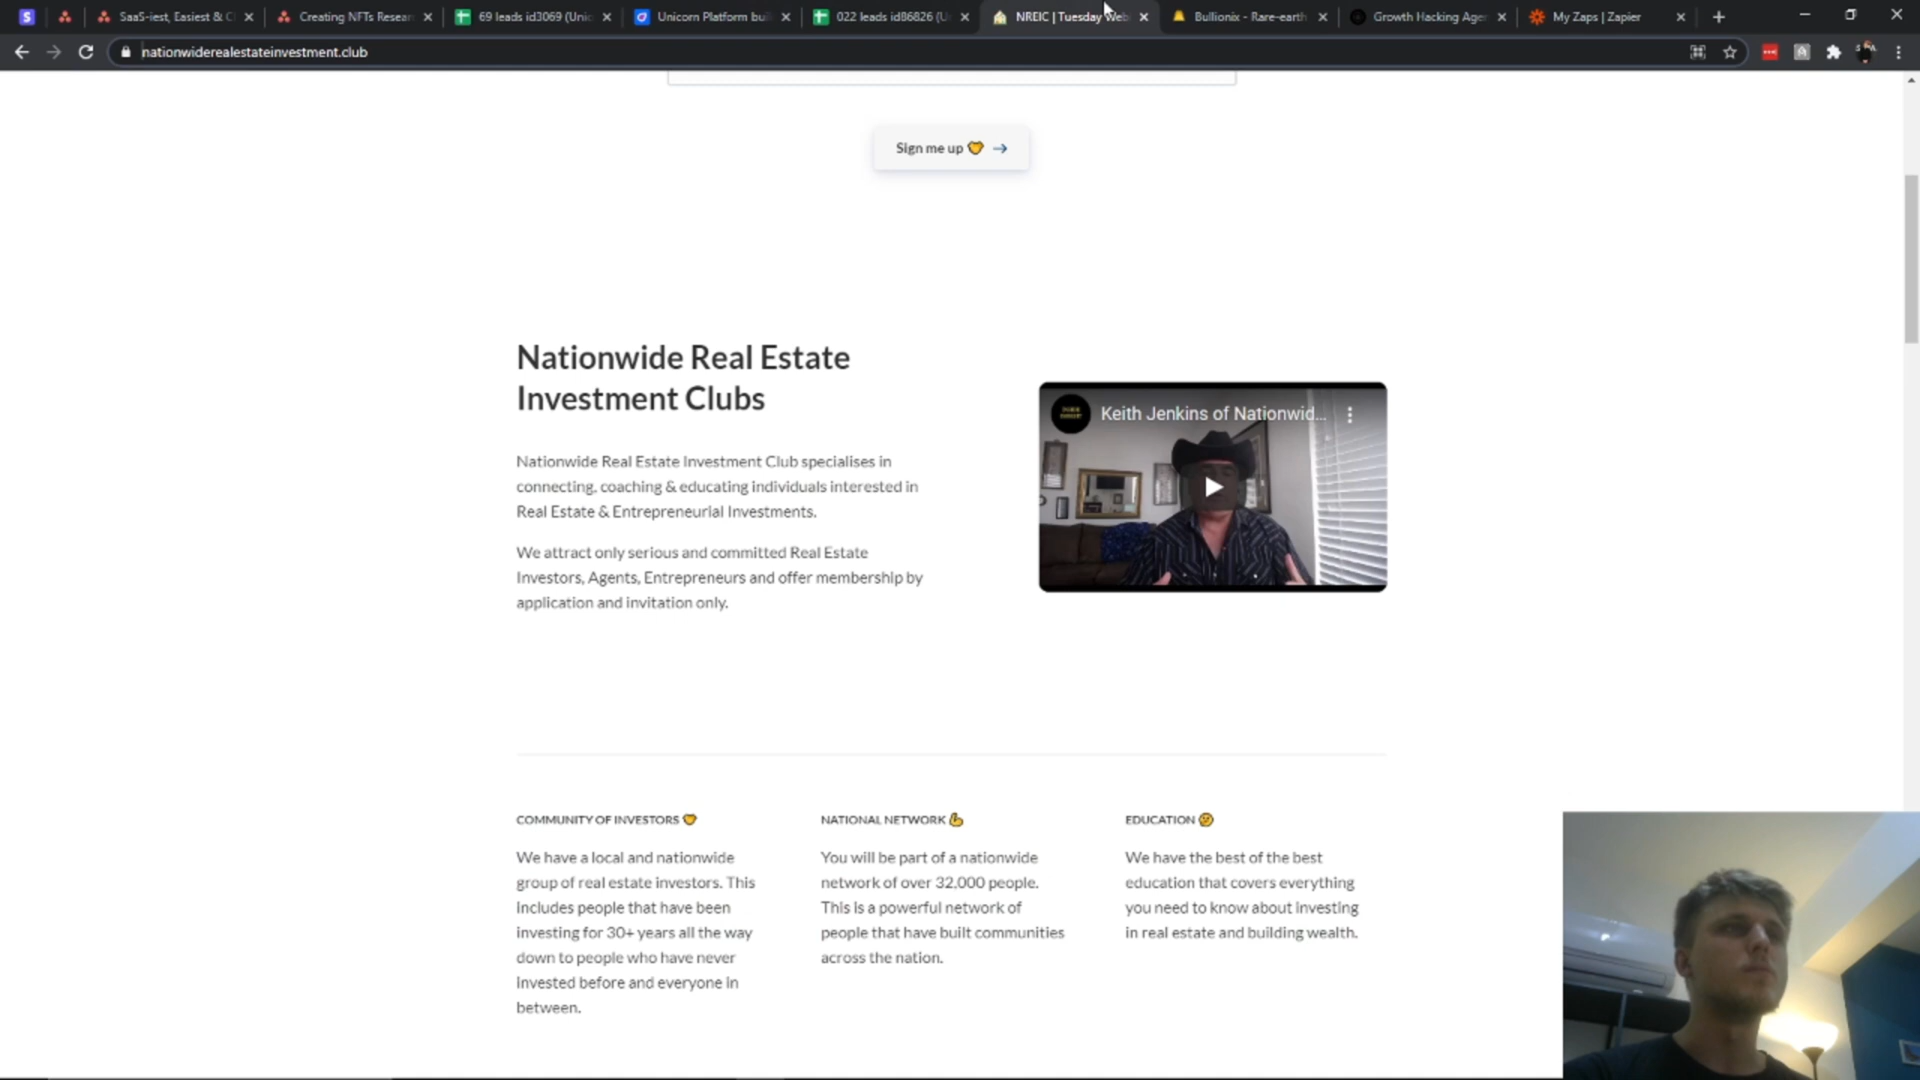 SaaS-iest, Easiest & C
Creating NFTs Resear
69 leads id3069 (Unic
Unicorn Platform bui
022 leads id86826 (U
NREIC | Tuesday Web
Bullionix - Rare-earth
Growth Hacking Age
My Zaps | Zapier
nationwiderealestateinvestment.club
Sign me up
Nationwide Real Estate
Investment Clubs
Nationwide Real Estate Investment Club specialises in
connecting, coaching & educating individuals interested in
Real Estate & Entrepreneurial Investments.
We attract only serious and committed Real Estate
Investors, Agents, Entrepreneurs and offer membership by
application and invitation only.
Keith Jenkins of Nationwid...
COMMUNITY OF INVESTORS
We have a local and nationwide
group of real estate investors. This
includes people that have been
investing for 30+ years all the way
down to people who have never
invested before and everyone in
between.
NATIONAL NETWORK
You will be part of a nationwide
network of over 32,000 people.
This is a powerful network of
people that have built communities
across the nation.
EDUCATION
We have the best of the best
education that covers everything
you need to know about investing
in real estate and building wealth.